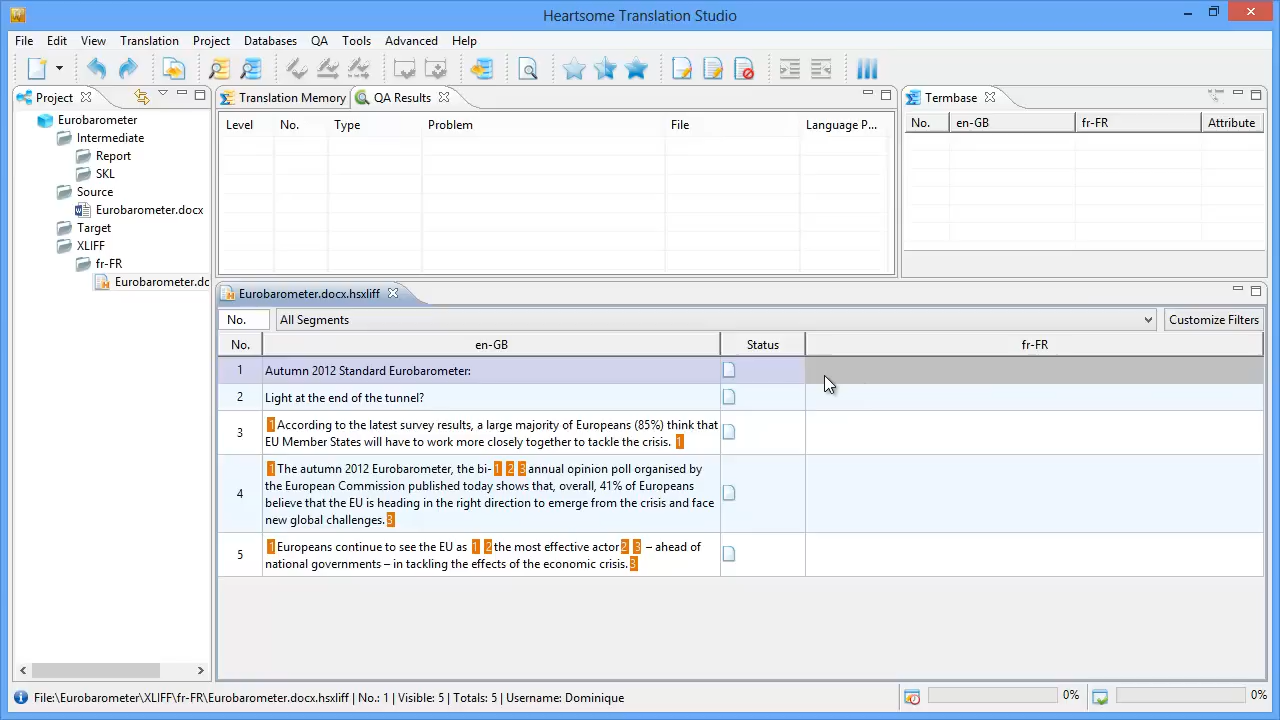 Heartsome Translation Studio
File Edit View Translation Project Databases QA Tools Advanced Help
Project
Translation Memory QA Results
Termbase
Eurobarometer
Intermediate
Report
SKL
Source
Eurobarometer.docx
Target
XLIFF
fr-FR
Eurobarometer.dc
Level No. Type Problem File Language P...
No. en-GB fr-FR Attribute
Eurobarometer.docx.hsxliff
No. All Segments Customize Filters
No. en-GB Status fr-FR
1 Autumn 2012 Standard Eurobarometer:
2 Light at the end of the tunnel?
3 1 According to the latest survey results, a large majority of Europeans (85%) think that
EU Member States will have to work more closely together to tackle the crisis. 1
4 1 The autumn 2012 Eurobarometer, the bi- 1 2 3 annual opinion poll organised by
the European Commission published today shows that, overall, 41% of Europeans
believe that the EU is heading in the right direction to emerge from the crisis and face
new global challenges. 3
5 1 Europeans continue to see the EU as 1 2 the most effective actor 2 3 – ahead of
national governments – in tackling the effects of the economic crisis. 3
File:\Eurobarometer\XLIFF\fr-FR\Eurobarometer.docx.hsxliff | No.: 1 | Visible: 5 | Totals: 5 | Username: Dominique
0% 0%